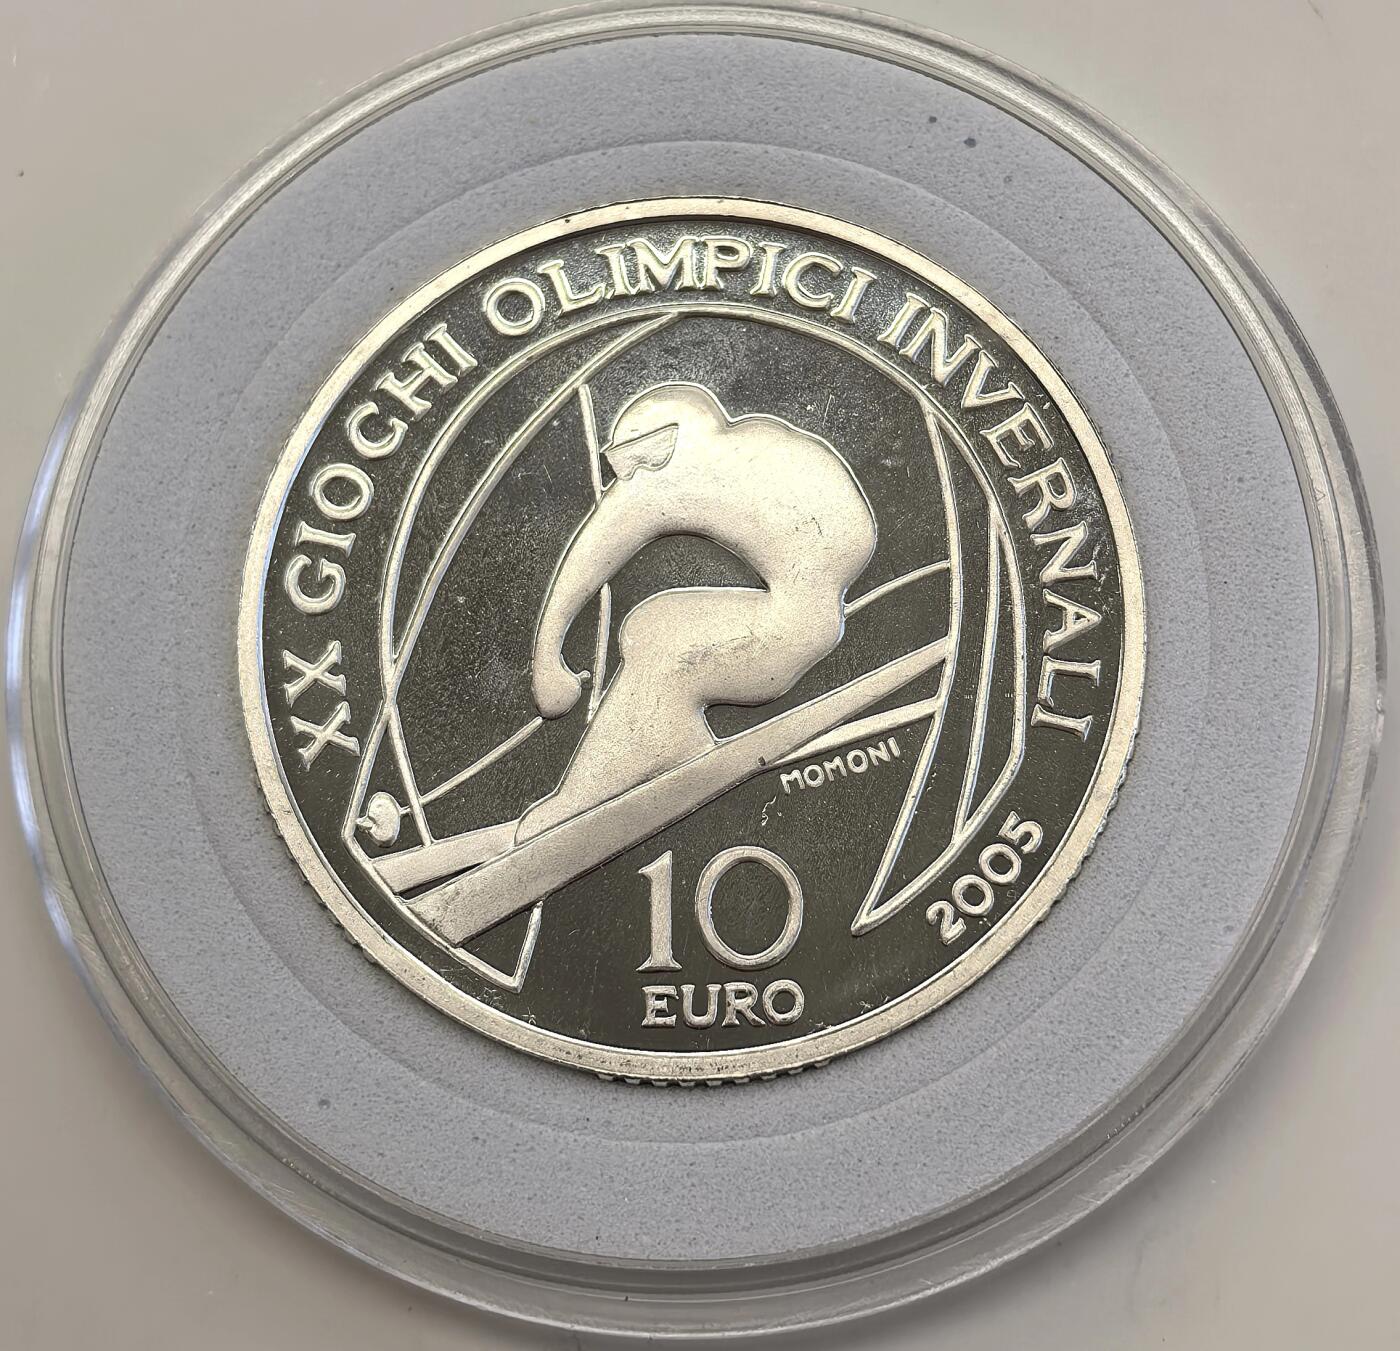 XX GIOCHI OLIMPICI INVERNALI
MOMONI
2005
10
EURO